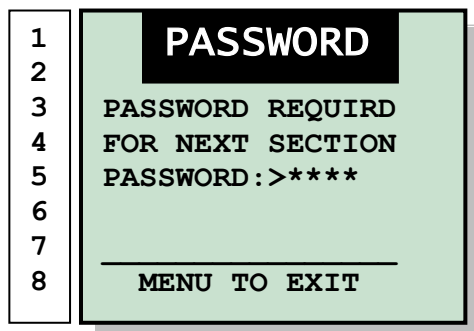 1
2
3
4
5
6
7
8
PASSWORD
PASSWORD REQUIRD
FOR NEXT SECTION
PASSWORD:>****
MENU TO EXIT